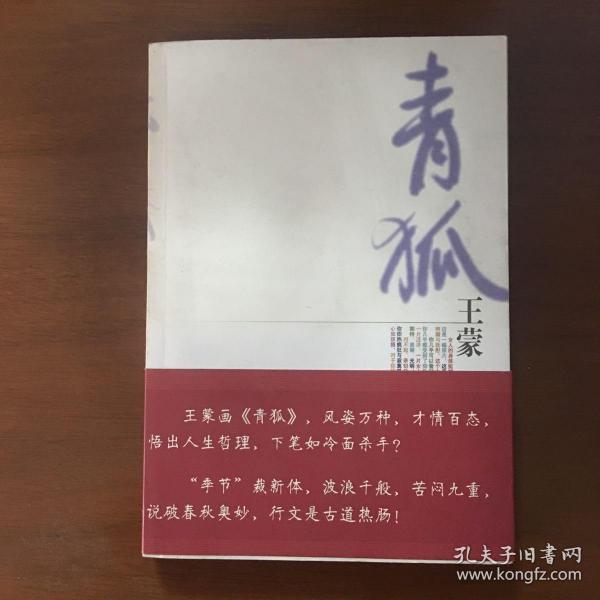 青狐
王蒙
王蒙画《青狐》，风姿万种，才情百态，
悟出人生哲理，下笔如冷面杀手？
“季节”裁新体，波浪千般，苦闷九重，
说破春秋奥妙，行文是古道热肠！
孔夫子旧书网
www.kongfz.com